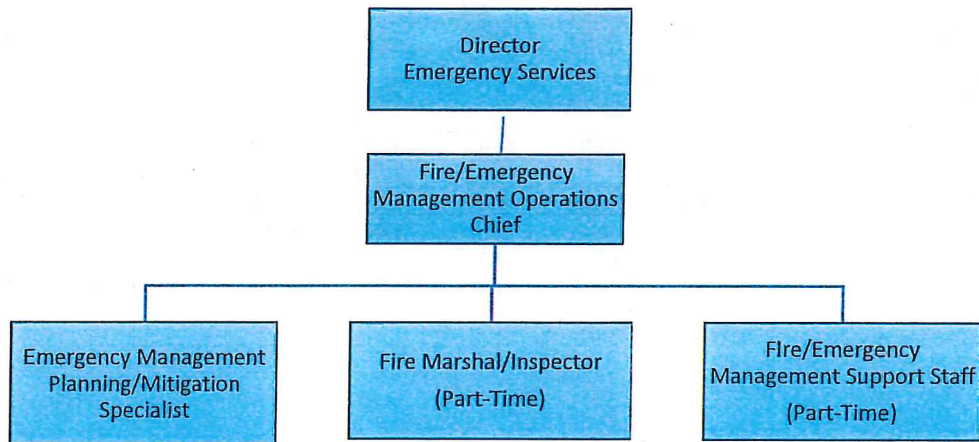 Director
Emergency Services
Fire/Emergency
Management Operations
Chief
Emergency Management
Planning/Mitigation
Specialist
Fire Marshal/Inspector
(Part-Time)
Fire/Emergency
Management Support Staff
(Part-Time)